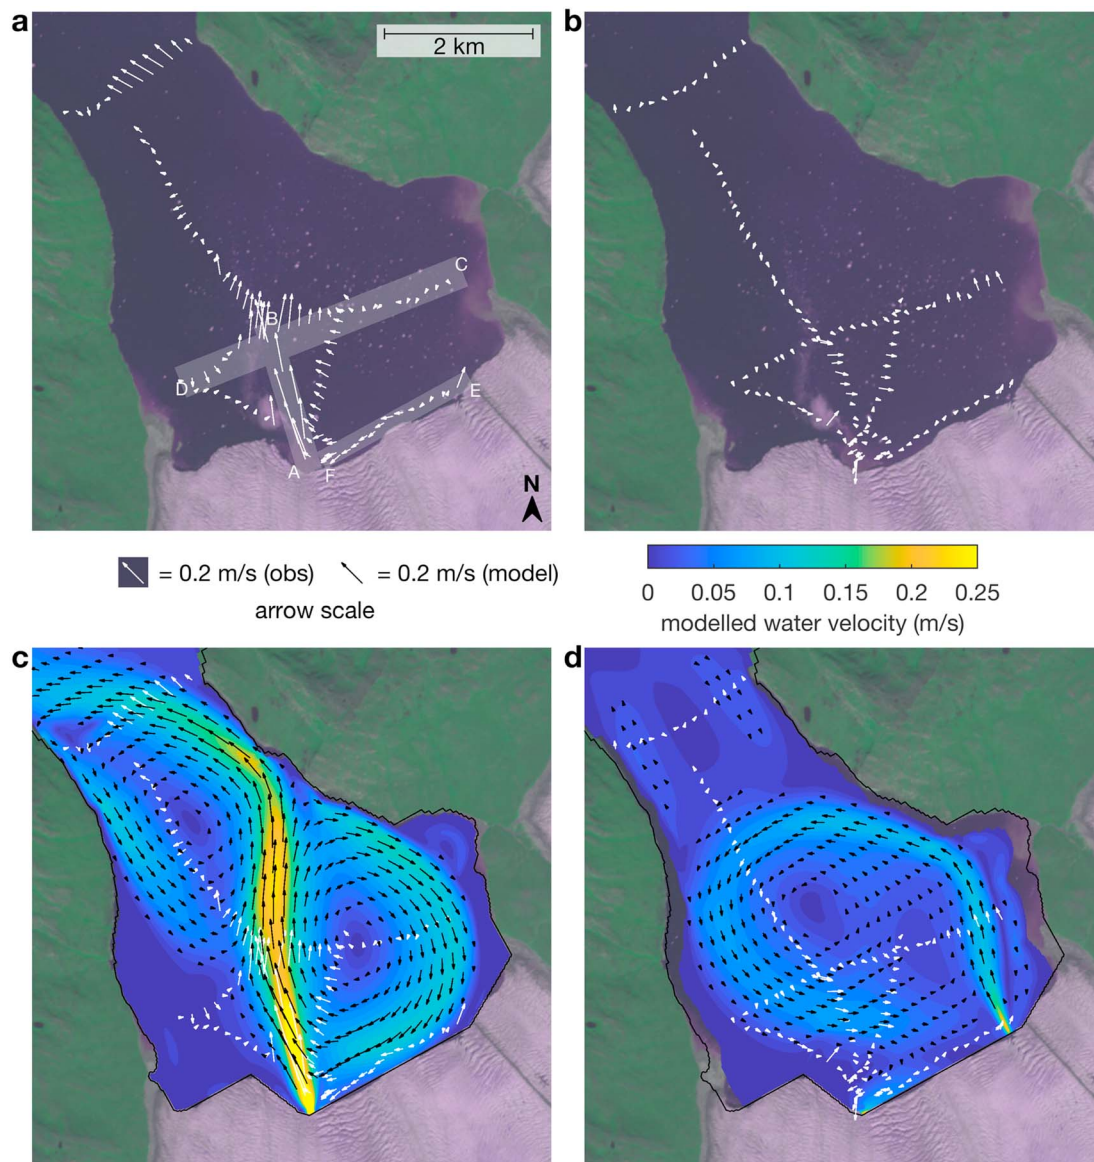 a
2 km
C
B
D
E
A
F
N
b
= 0.2 m/s (obs)
= 0.2 m/s (model)
arrow scale
0
0.05
0.1
0.15
0.2
0.25
modelled water velocity (m/s)
c
d